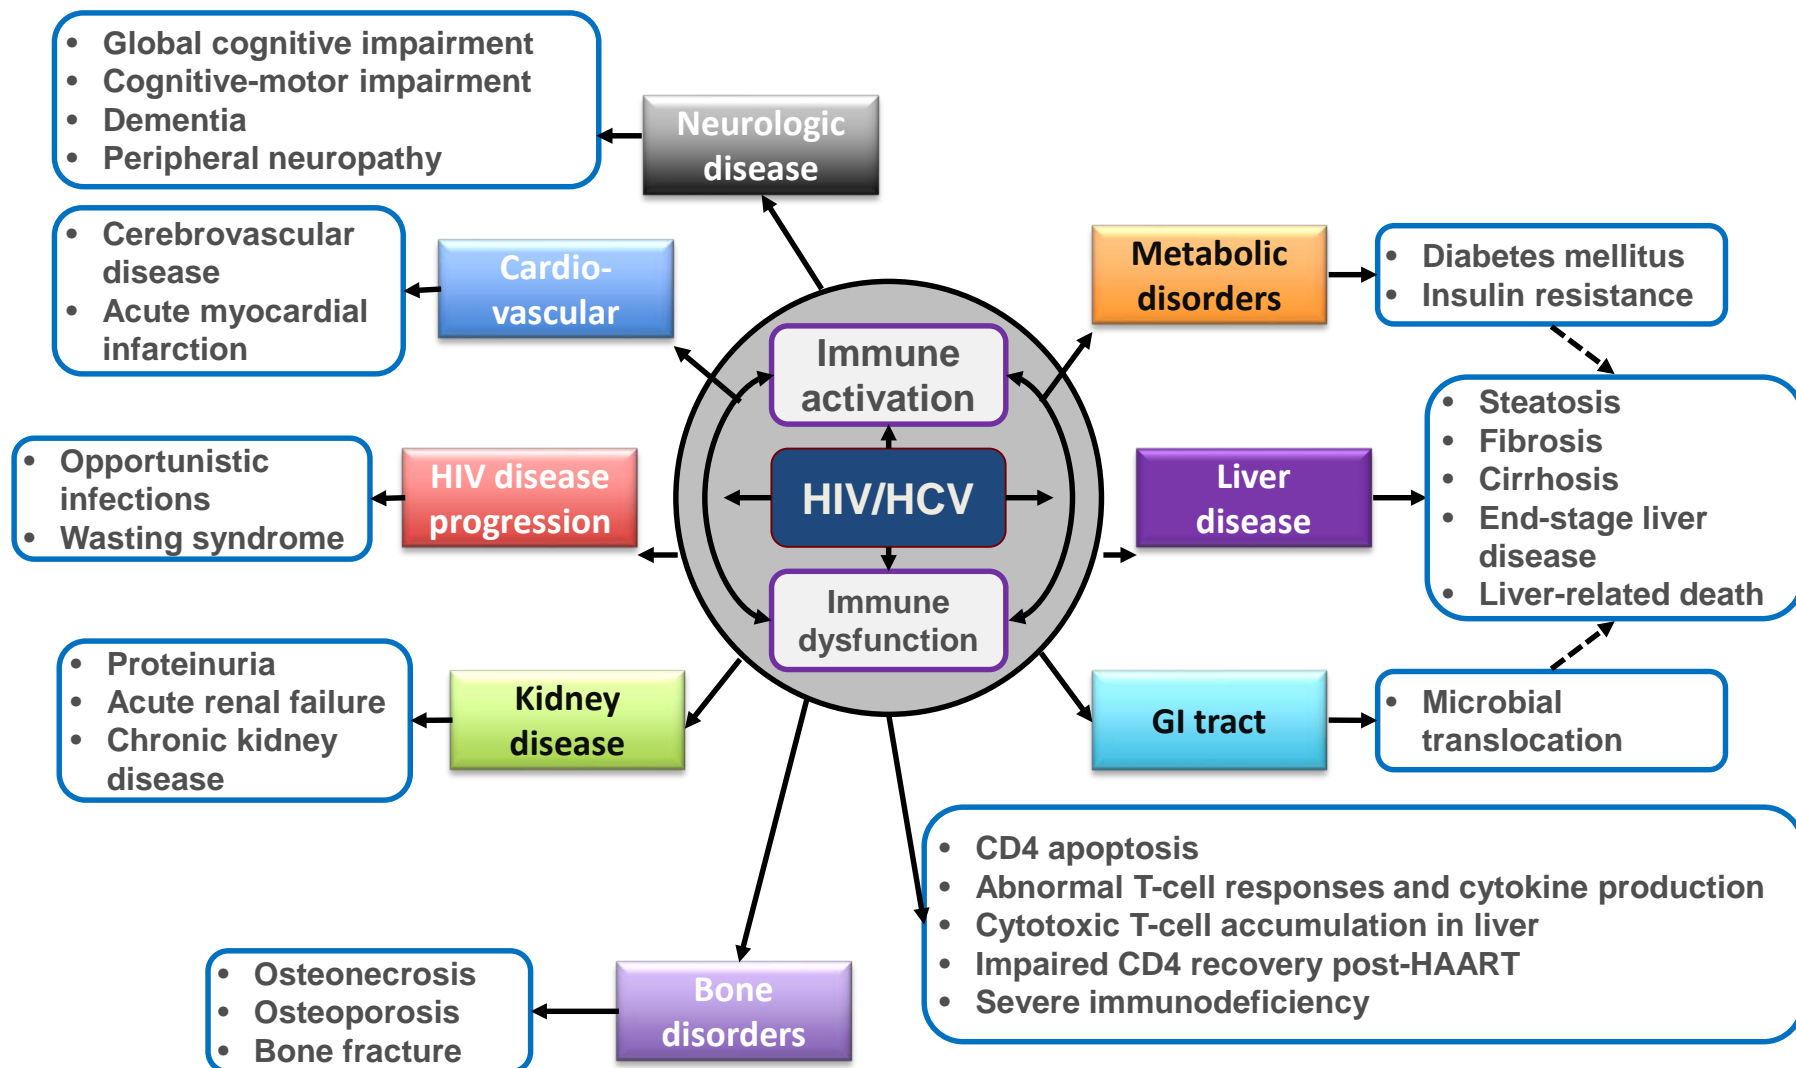 • Global cognitive impairment
• Cognitive-motor impairment
• Dementia
• Peripheral neuropathy
Neurologic
disease
• Cerebrovascular
disease
• Acute myocardial
infarction
Cardio-
vascular
Metabolic
disorders
• Diabetes mellitus
• Insulin resistance
Immune
activation
HIV/HCV
Immune
dysfunction
• Opportunistic
infections
• Wasting syndrome
HIV disease
progression
Liver
disease
• Steatosis
• Fibrosis
• Cirrhosis
• End-stage liver
disease
• Liver-related death
• Proteinuria
• Acute renal failure
• Chronic kidney
disease
Kidney
disease
GI tract
• Microbial
translocation
• CD4 apoptosis
• Abnormal T-cell responses and cytokine production
• Cytotoxic T-cell accumulation in liver
• Impaired CD4 recovery post-HAART
• Severe immunodeficiency
• Osteonecrosis
• Osteoporosis
• Bone fracture
Bone
disorders